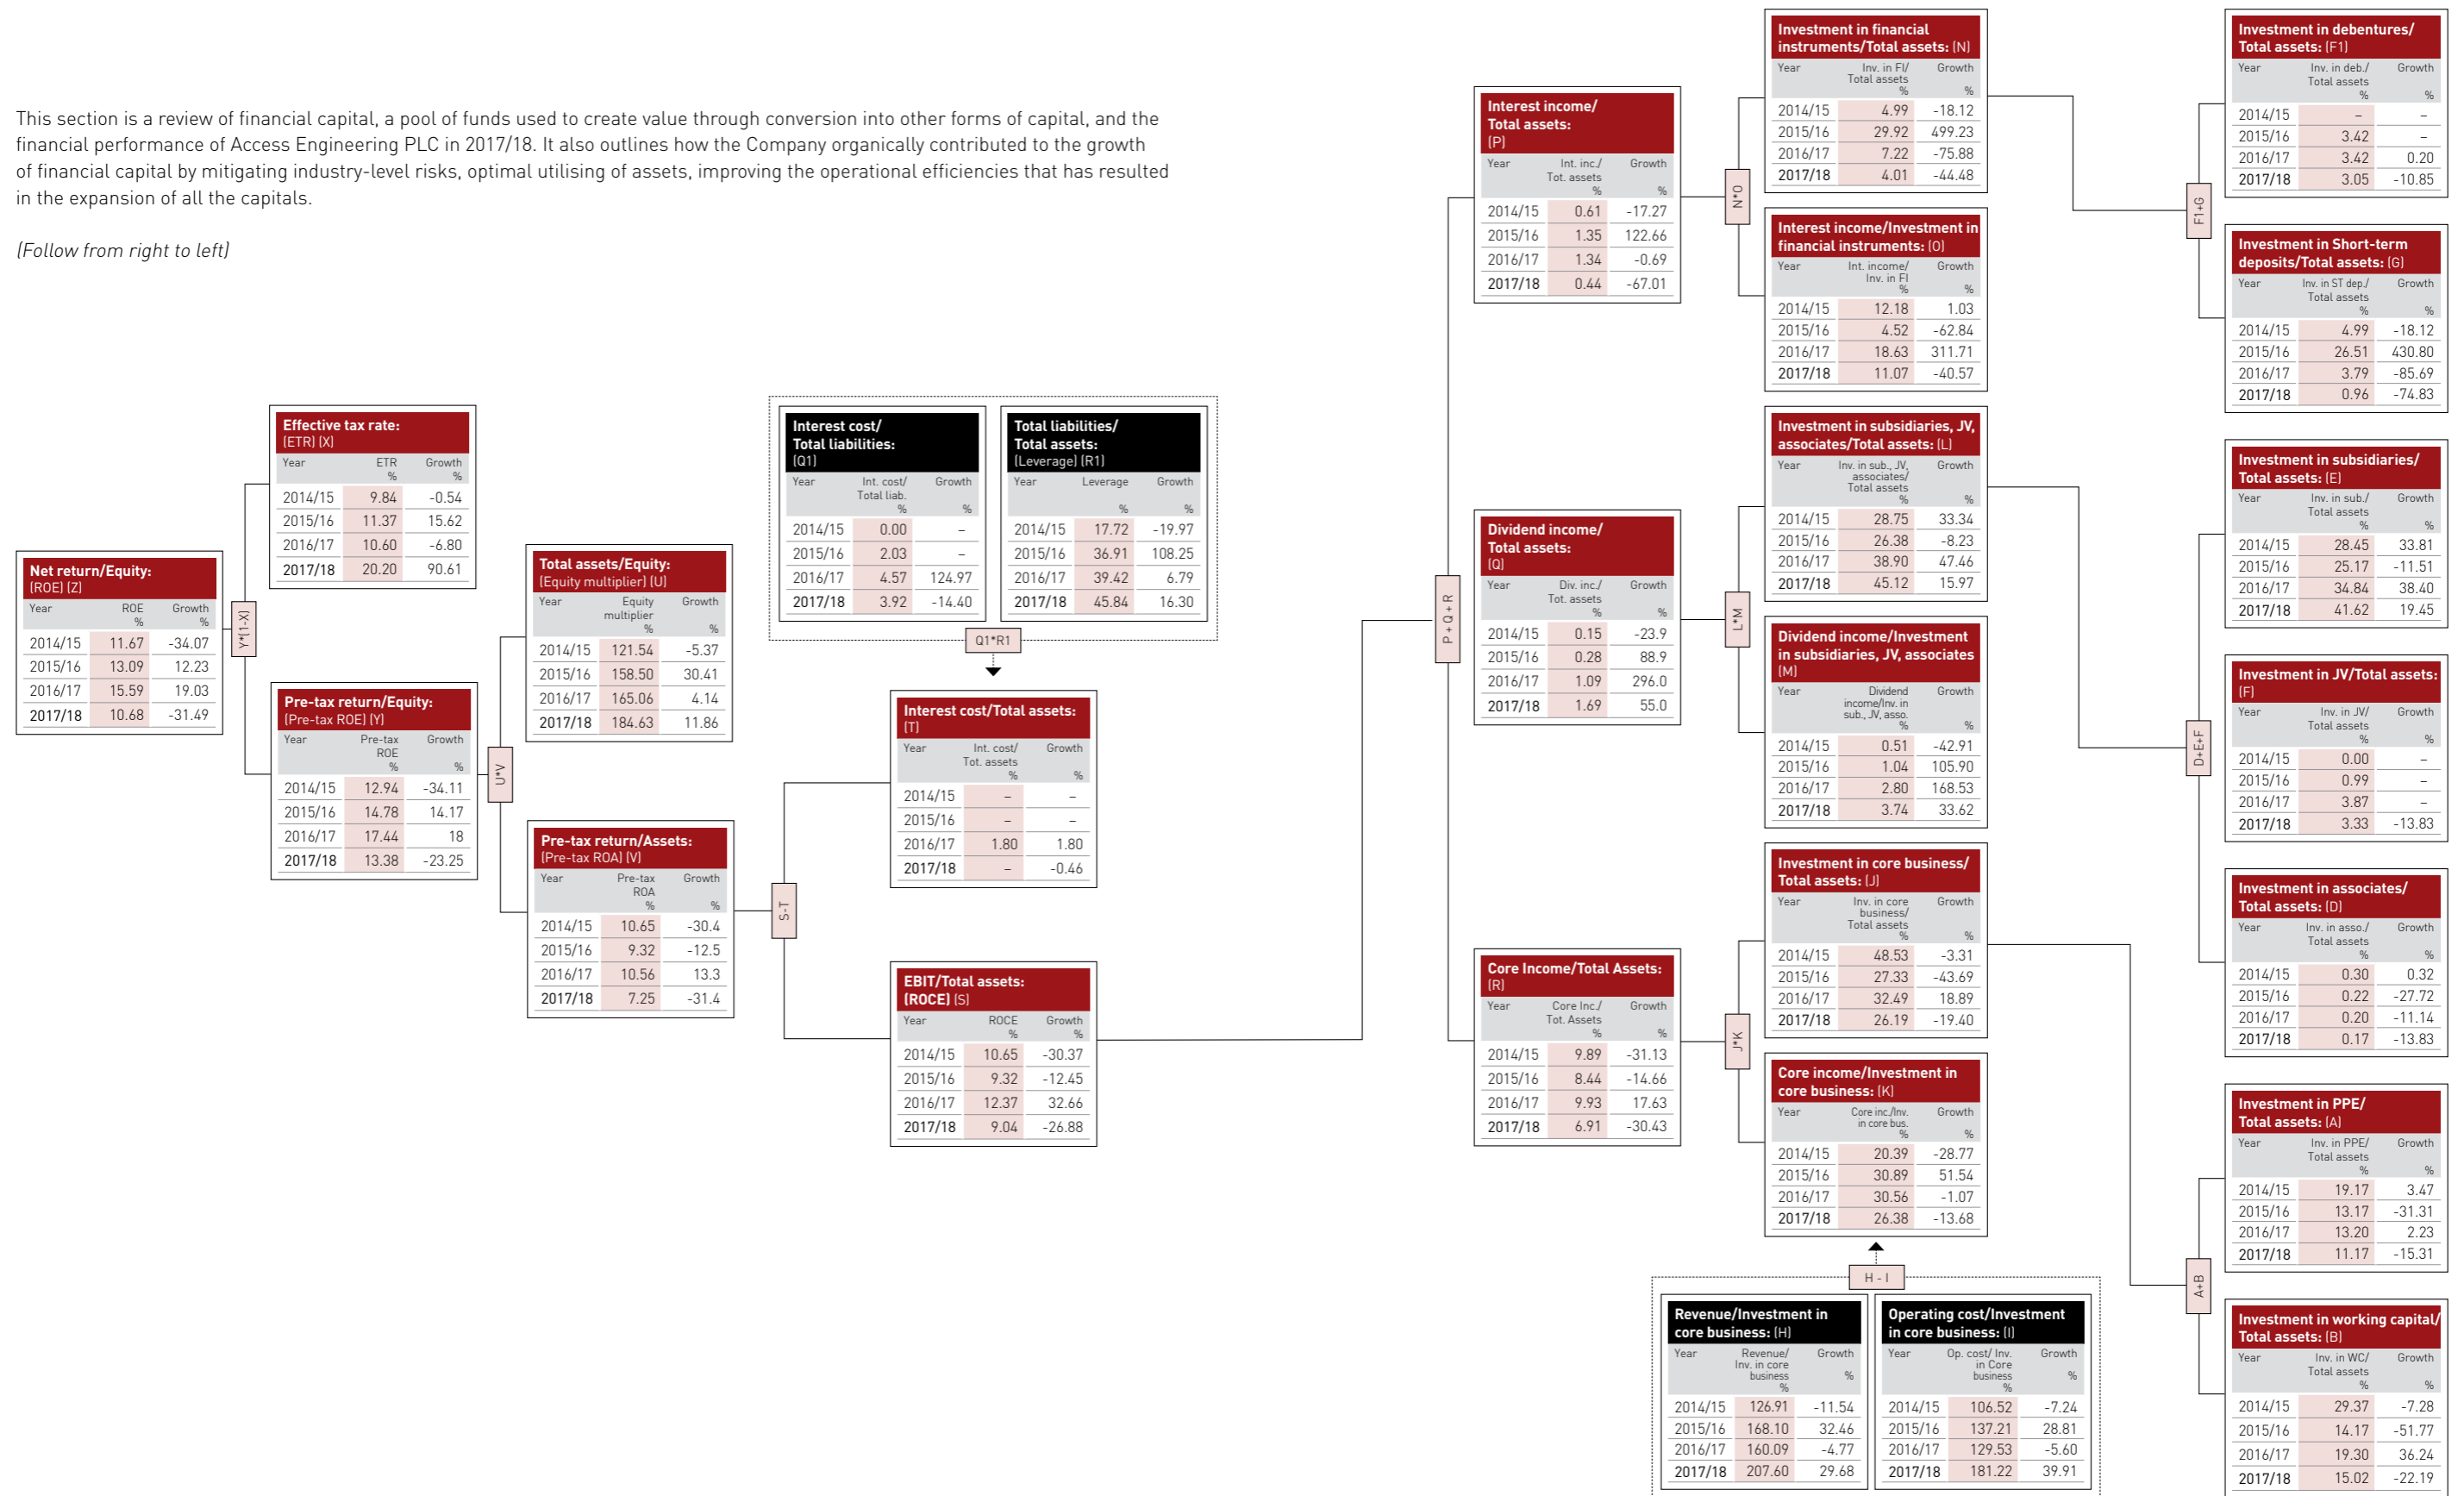 This section is a review of financial capital, a pool of funds used to create value through conversion into other forms of capital, and the
financial performance of Access Engineering PLC in 2017/18. It also outlines how the Company organically contributed to the growth
of financial capital by mitigating industry-level risks, optimal utilising of assets, improving the operational efficiencies that has resulted
in the expansion of all the capitals.
(Follow from right to left)
Net return/Equity:
(ROE) (Z)
Year ROE Growth
% %
2014/15 11.67 -34.07
2015/16 13.09 12.23
2016/17 15.59 19.03
2017/18 10.68 -31.49
Y*(1-X)
Effective tax rate:
(ETR) (X)
Year ETR Growth
% %
2014/15 9.84 -0.54
2015/16 11.37 15.62
2016/17 10.60 -6.80
2017/18 20.20 90.61
Pre-tax return/Equity:
(Pre-tax ROE) (Y)
Year Pre-tax Growth
ROE
% %
2014/15 12.94 -34.11
2015/16 14.78 14.17
2016/17 17.44 18
2017/18 13.38 -23.25
U*V
Total assets/Equity:
(Equity multiplier) (U)
Year Equity Growth
multiplier
% %
2014/15 121.54 -5.37
2015/16 158.50 30.41
2016/17 165.06 4.14
2017/18 184.63 11.86
Pre-tax return/Assets:
(Pre-tax ROA) (V)
Year Pre-tax Growth
ROA
% %
2014/15 10.65 -30.4
2015/16 9.32 -12.5
2016/17 10.56 13.3
2017/18 7.25 -31.4
S-T
Interest cost/
Total liabilities:
(Q1)
Year Int. cost/ Growth
Total liab.
% %
2014/15 0.00 –
2015/16 2.03 –
2016/17 4.57 124.97
2017/18 3.92 -14.40
Total liabilities/
Total assets:
(Leverage) (R1)
Year Leverage Growth
% %
2014/15 17.72 -19.97
2015/16 36.91 108.25
2016/17 39.42 6.79
2017/18 45.84 16.30
Q1*R1
Interest cost/Total assets:
(T)
Year Int. cost/ Growth
Tot. assets
% %
2014/15 – –
2015/16 – –
2016/17 1.80 1.80
2017/18 – -0.46
EBIT/Total assets:
(ROCE) (S)
Year ROCE Growth
% %
2014/15 10.65 -30.37
2015/16 9.32 -12.45
2016/17 12.37 32.66
2017/18 9.04 -26.88
P + Q + R
Interest income/
Total assets:
(P)
Year Int. inc./ Growth
Tot. assets
% %
2014/15 0.61 -17.27
2015/16 1.35 122.66
2016/17 1.34 -0.69
2017/18 0.44 -67.01
N*O
Dividend income/
Total assets:
(Q)
Year Div. inc./ Growth
Tot. assets
% %
2014/15 0.15 -23.9
2015/16 0.28 88.9
2016/17 1.09 296.0
2017/18 1.69 55.0
L*M
Core Income/Total Assets:
(R)
Year Core Inc./ Growth
Tot. Assets
% %
2014/15 9.89 -31.13
2015/16 8.44 -14.66
2016/17 9.93 17.63
2017/18 6.91 -30.43
J*K
Investment in financial
instruments/Total assets: (N)
Year Inv. in FI/ Growth
Total assets
% %
2014/15 4.99 -18.12
2015/16 29.92 499.23
2016/17 7.22 -75.88
2017/18 4.01 -44.48
Interest income/Investment in
financial instruments: (O)
Year Int. income/ Growth
Inv. in FI
% %
2014/15 12.18 1.03
2015/16 4.52 -62.84
2016/17 18.63 311.71
2017/18 11.07 -40.57
Investment in subsidiaries, JV,
associates/Total assets: (L)
Year Inv. in sub., JV, Growth
associates/
Total assets
% %
2014/15 28.75 33.34
2015/16 26.38 -8.23
2016/17 38.90 47.46
2017/18 45.12 15.97
Dividend income/Investment
in subsidiaries, JV, associates
(M)
Year Dividend Growth
income/Inv. in
sub., JV, asso.
% %
2014/15 0.51 -42.91
2015/16 1.04 105.90
2016/17 2.80 168.53
2017/18 3.74 33.62
Investment in core business/
Total assets: (J)
Year Inv. in core Growth
business/
Total assets
% %
2014/15 48.53 -3.31
2015/16 27.33 -43.69
2016/17 32.49 18.89
2017/18 26.19 -19.40
Core income/Investment in
core business: (K)
Year Core inc./Inv. Growth
in core bus.
% %
2014/15 20.39 -28.77
2015/16 30.89 51.54
2016/17 30.56 -1.07
2017/18 26.38 -13.68
H - I
Revenue/Investment in
core business: (H)
Year Revenue/ Growth
Inv. in core
business %
%
2014/15 126.91 -11.54
2015/16 168.10 32.46
2016/17 160.09 -4.77
2017/18 207.60 29.68
Operating cost/Investment
in core business: (I)
Year Op. cost/ Inv. Growth
in Core
business %
%
2014/15 106.52 -7.24
2015/16 137.21 28.81
2016/17 129.53 -5.60
2017/18 181.22 39.91
F1+G
Investment in debentures/
Total assets: (F1)
Year Inv. in deb./ Growth
Total assets
% %
2014/15 – –
2015/16 3.42 –
2016/17 3.42 0.20
2017/18 3.05 -10.85
Investment in Short-term
deposits/Total assets: (G)
Year Inv. in ST dep./ Growth
Total assets
% %
2014/15 4.99 -18.12
2015/16 26.51 430.80
2016/17 3.79 -85.69
2017/18 0.96 -74.83
D+E+F
Investment in subsidiaries/
Total assets: (E)
Year Inv. in sub./ Growth
Total assets
% %
2014/15 28.45 33.81
2015/16 25.17 -11.51
2016/17 34.84 38.40
2017/18 41.62 19.45
Investment in JV/Total assets:
(F)
Year Inv. in JV/ Growth
Total assets
% %
2014/15 0.00 –
2015/16 0.99 –
2016/17 3.87 –
2017/18 3.33 -13.83
Investment in associates/
Total assets: (D)
Year Inv. in asso./ Growth
Total assets
% %
2014/15 0.30 0.32
2015/16 0.22 -27.72
2016/17 0.20 -11.14
2017/18 0.17 -13.83
A+B
Investment in PPE/
Total assets: (A)
Year Inv. in PPE/ Growth
Total assets
% %
2014/15 19.17 3.47
2015/16 13.17 -31.31
2016/17 13.20 2.23
2017/18 11.17 -15.31
Investment in working capital/
Total assets: (B)
Year Inv. in WC/ Growth
Total assets
% %
2014/15 29.37 -7.28
2015/16 14.17 -51.77
2016/17 19.30 36.24
2017/18 15.02 -22.19